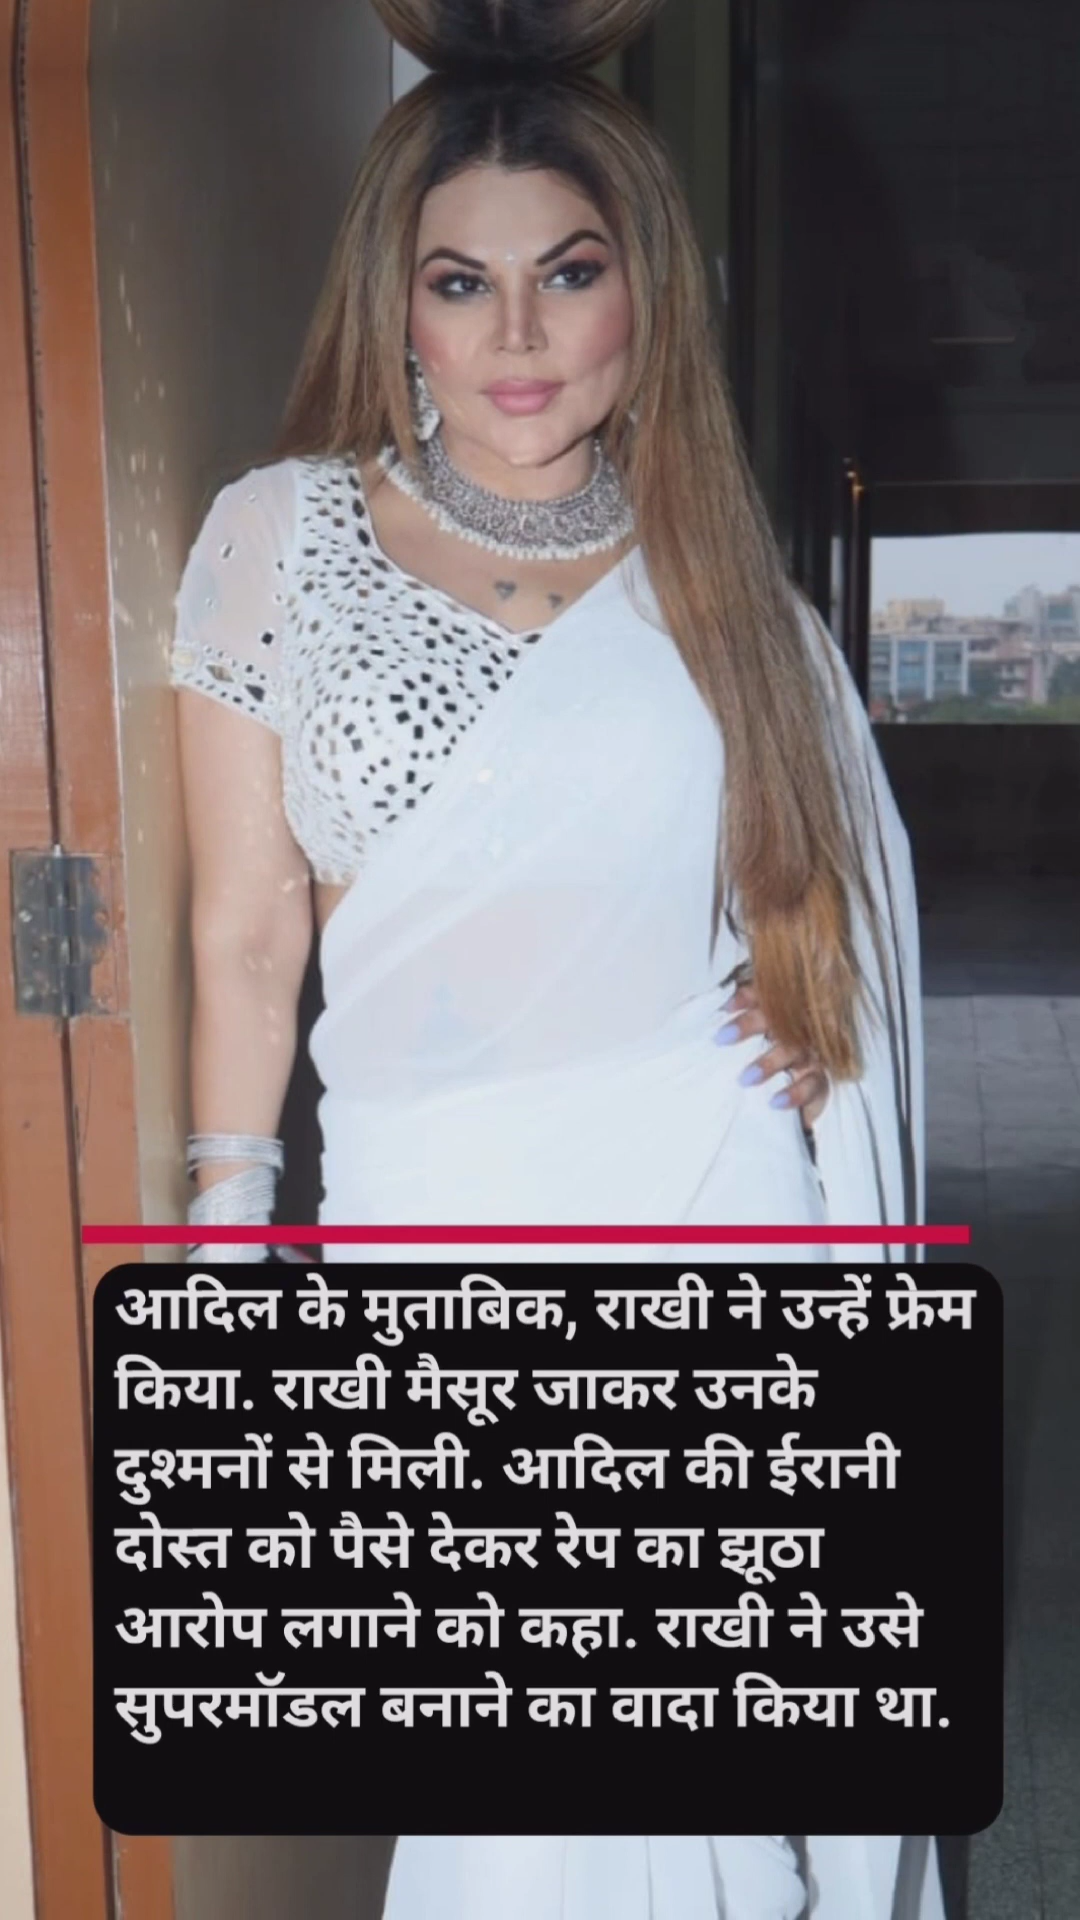 आदिल के मुताबिक, राखी ने उन्हें फ्रेम
किया. राखी मैसूर जाकर उनके
दुश्मनों से मिली. आदिल की ईरानी
दोस्त को पैसे देकर रेप का झूठा
आरोप लगाने को कहा. राखी ने उसे
सुपरमॉडल बनाने का वादा किया था.